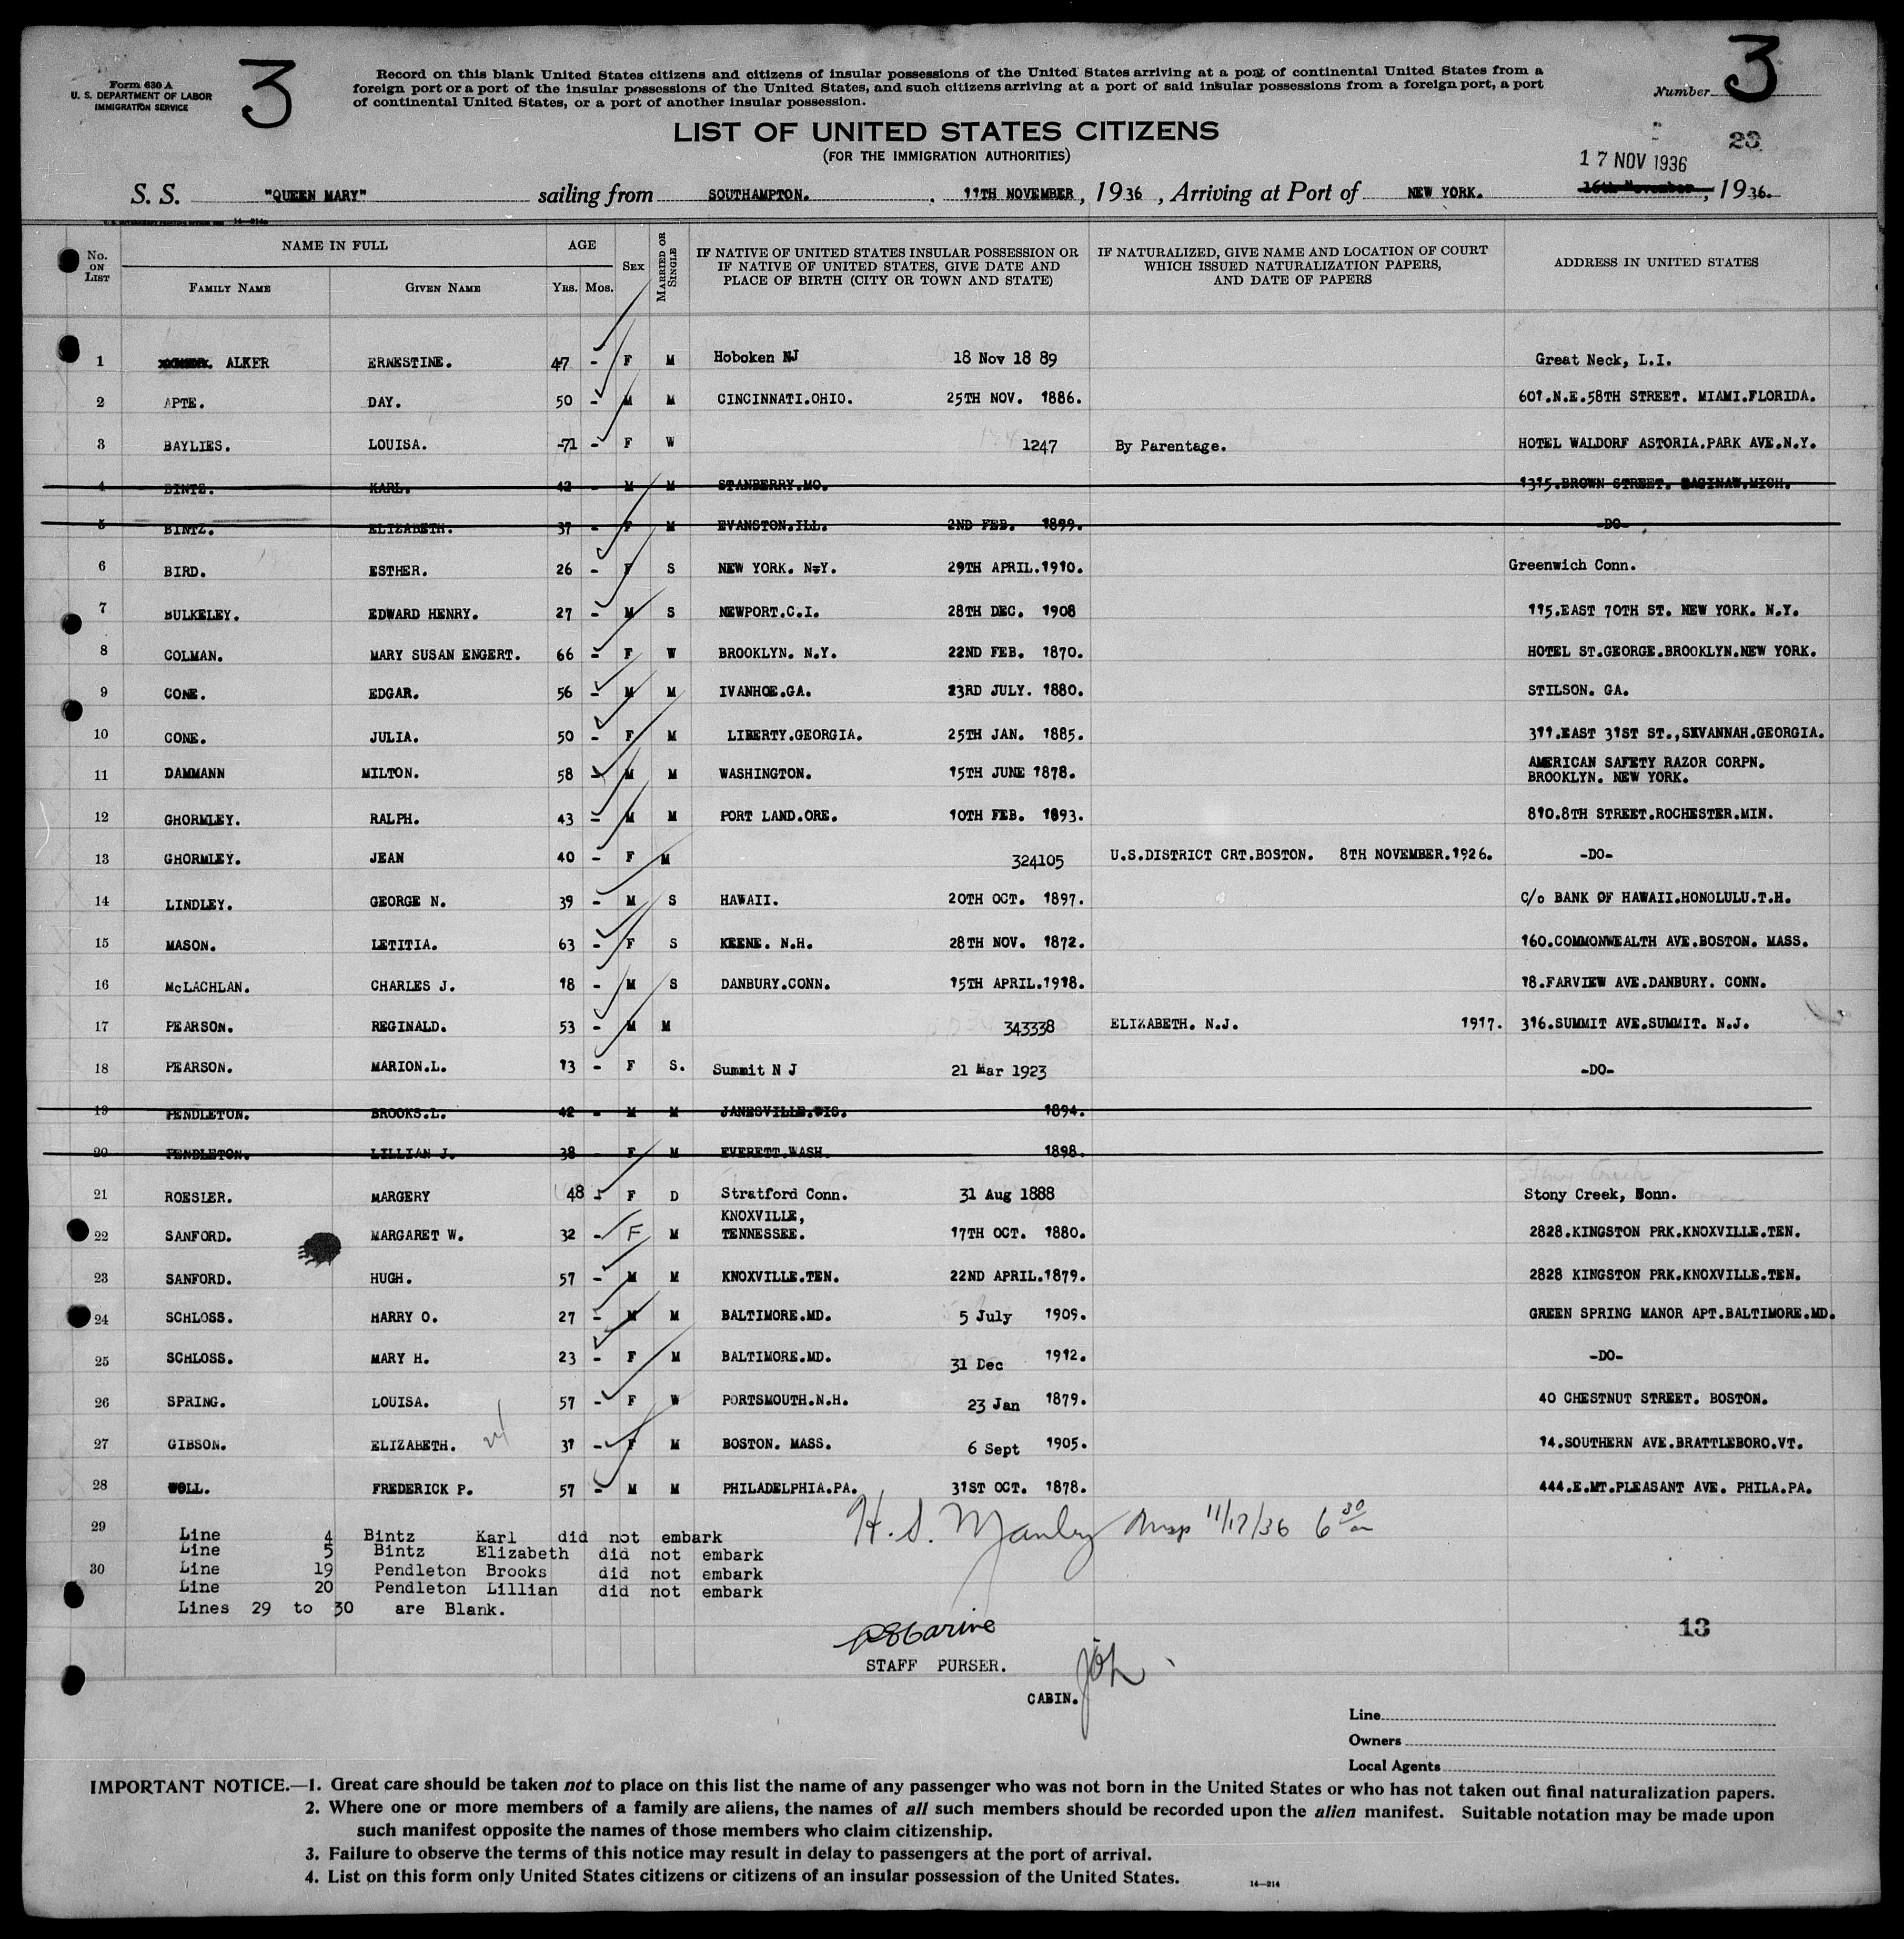 Form 630 A
U. S. DEPARTMENT OF LABOR
IMMIGRATION SERVICE
3
Record on this blank United States citizens and citizens of insular possessions of the United States arriving at a port of continental United States from a
foreign port or a port of the insular possessions of the United States, and such citizens arriving at a port of said insular possessions from a foreign port, a port
of continental United States, or a port of another insular possession.
Number 3
LIST OF UNITED STATES CITIZENS
(FOR THE IMMIGRATION AUTHORITIES)
23
17 NOV 1936
S. S. "QUEEN MARY" sailing from SOUTHAMPTON. 11TH NOVEMBER, 1936, Arriving at Port of NEW YORK. 16th November, 1936.
No. ON LIST NAME IN FULL FAMILY NAME GIVEN NAME AGE YRS. MOS. SEX MARRIED OR SINGLE IF NATIVE OF UNITED STATES INSULAR POSSESSION OR IF NATIVE OF UNITED STATES, GIVE DATE AND PLACE OF BIRTH (CITY OR TOWN AND STATE) IF NATURALIZED, GIVE NAME AND LOCATION OF COURT WHICH ISSUED NATURALIZATION PAPERS, AND DATE OF PAPERS ADDRESS IN UNITED STATES
1 ALKER ERNESTINE. 47 - F M Hoboken NJ 18 Nov 18 89 Great Neck, L.I.
2 APTE. DAY. 50 - M M CINCINNATI.OHIO. 25TH NOV. 1886. 601.N.E.58TH STREET. MIAMI.FLORIDA.
3 BAYLIES. LOUISA. -71 - F W 1247 By Parentage. HOTEL WALDORF ASTORIA.PARK AVE.N.Y.
4 BINTZ. KARL. 42 - M M STANBERRY.MO. 1315.BROWN STREET. SAGINAW.MICH.
5 BINTZ. ELIZABETH. 37 - F M EVANSTON.ILL. 2ND FEB. 1899. -DO-
6 BIRD. ESTHER. 26 - F S NEW YORK. N.Y. 29TH APRIL.1910. Greenwich Conn.
7 BULKELEY. EDWARD HENRY. 27 - M S NEWPORT.C.I. 28TH DEC. 1908 115.EAST 70TH ST. NEW YORK. N.Y.
8 COLMAN. MARY SUSAN ENGERT. 66 - F W BROOKLYN. N.Y. 22ND FEB. 1870. HOTEL ST.GEORGE.BROOKLYN.NEW YORK.
9 CONE. EDGAR. 56 - M M IVANHOE.GA. 23RD JULY. 1880. STILSON. GA.
10 CONE. JULIA. 50 - F M LIBERTY.GEORGIA. 25TH JAN. 1885. 311.EAST 31ST ST.,SAVANNAH.GEORGIA.
11 DAMMANN MILTON. 58 - M M WASHINGTON. 15TH JUNE 1878. AMERICAN SAFETY RAZOR CORPN.
BROOKLYN. NEW YORK.
12 GHORMLEY. RALPH. 43 - M M PORT LAND.ORE. 10TH FEB. 1893. 810.8TH STREET.ROCHESTER.MIN.
13 GHORMLEY. JEAN 40 - F M 324105 U.S.DISTRICT CRT.BOSTON. 8TH NOVEMBER.1926. -DO-
14 LINDLEY. GEORGE N. 39 - M S HAWAII. 20TH OCT. 1897. C/o BANK OF HAWAII.HONOLULU.T.H.
15 MASON. LETITIA. 63 - F S KEENE. N.H. 28TH NOV. 1872. 160.COMMONWEALTH AVE.BOSTON. MASS.
16 McLACHLAN. CHARLES J. 18 - M S DANBURY.CONN. 15TH APRIL.1918. 18.FARVIEW AVE.DANBURY. CONN.
17 PEARSON. REGINALD. 53 - M M 343338 ELIZABETH. N.J. 1917. 316.SUMMIT AVE.SUMMIT. N.J.
18 PEARSON. MARION.L. 13 - F S. Summit N J 21 Mar 1923 -DO-
19 PENDLETON. BROOKS.L. 42 - M M JANESVILLE.WIS. 1894.
20 PENDLETON. LILLIAN J. 38 - F M EVERETT.WASH. 1898.
21 ROESLER. MARGERY 48 - F D Stratford Conn. 31 Aug 1888 Stony Creek, Bonn.
22 SANFORD. MARGARET W. 32 - F M KNOXVILLE,
TENNESSEE. 17TH OCT. 1880. 2828.KINGSTON PRK.KNOXVILLE.TEN.
23 SANFORD. HUGH. 57 - M M KNOXVILLE.TEN. 22ND APRIL.1879. 2828 KINGSTON PRK.KNOXVILLE.TEN.
24 SCHLOSS. HARRY O. 27 - M M BALTIMORE.MD. 5 July 1909. GREEN SPRING MANOR APT.BALTIMORE.MD.
25 SCHLOSS. MARY H. 23 - F M BALTIMORE.MD. 31 Dec 1912. -DO-
26 SPRING. LOUISA. 57 - F W PORTSMOUTH.N.H. 23 Jan 1879. 40 CHESTNUT STREET. BOSTON.
27 GIBSON. ELIZABETH. 31 - F M BOSTON. MASS. 6 Sept 1905. 14.SOUTHERN AVE.BRATTLEBORO.VT.
28 WOLL. FREDERICK P. 57 - M M PHILADELPHIA.PA. 31ST OCT. 1878. 444.E.MT.PLEASANT AVE. PHILA.PA.
H. S. Manley Insp 11/17/36 6 30
29 Line 4 Bintz Karl did not embark
Line 5 Bintz Elizabeth did not embark
30 Line 19 Pendleton Brooks did not embark
Line 20 Pendleton Lillian did not embark
Lines 29 to 30 are Blank.
13
STAFF PURSER.
CABIN.
Line
Owners
Local Agents
IMPORTANT NOTICE.—1. Great care should be taken not to place on this list the name of any passenger who was not born in the United States or who has not taken out final naturalization papers.
2. Where one or more members of a family are aliens, the names of all such members should be recorded upon the alien manifest. Suitable notation may be made upon
such manifest opposite the names of those members who claim citizenship.
3. Failure to observe the terms of this notice may result in delay to passengers at the port of arrival.
4. List on this form only United States citizens or citizens of an insular possession of the United States.
14—214